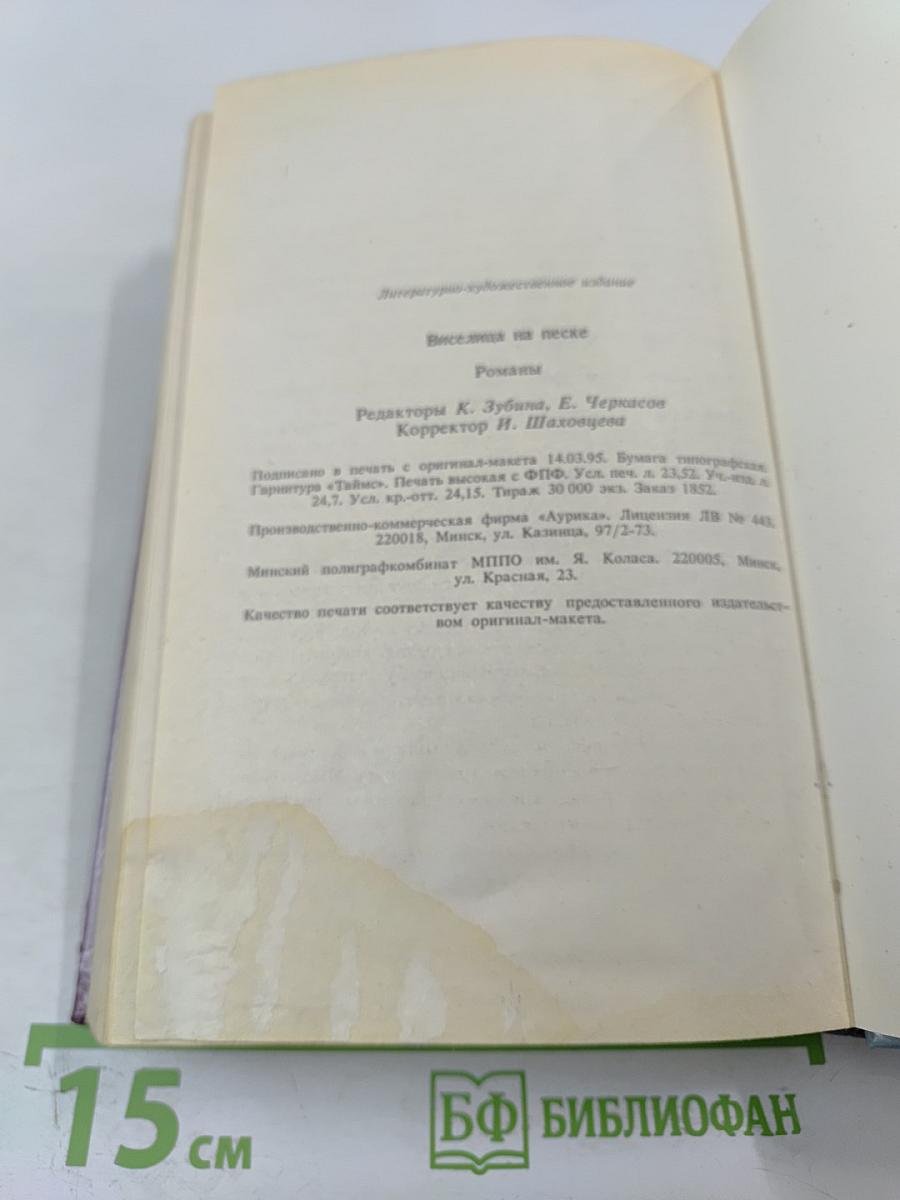 Литературно-художественное издание
Виселица на песке
Романы
Редакторы К. Зубина, Е. Черкасов
Корректор И. Шаховцева
Подписано в печать с оригинал-макета 14.03.95. Бумага типографская.
Гарнитура «Таймс». Печать высокая с ФПФ. Усл. печ. л. 23,52. Уч.-изд. л.
24,7. Усл. кр.-отт. 24,15. Тираж 30 000 экз. Заказ 1852.
Производственно-коммерческая фирма «Аурика». Лицензия ЛВ № 443.
220018, Минск, ул. Казинца, 97/2-73.
Минский полиграфкомбинат МППО им. Я. Коласа. 220005, Минск,
ул. Красная, 23.
Качество печати соответствует качеству предоставленного издательст-
вом оригинал-макета.
15 см
БФ БИБЛИОФАН